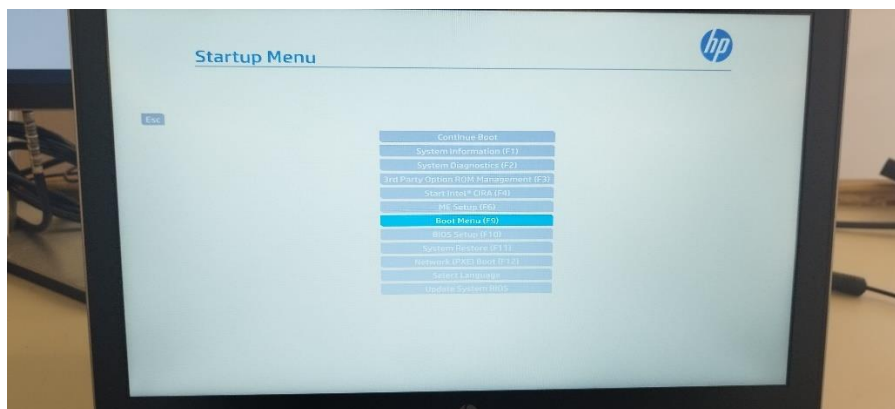 Startup Menu
hp
Esc
Continue Boot
System Information (F1)
System Diagnostics (F2)
3rd Party Option ROM Management (F3)
Start Intel® CIRA (F4)
ME Setup (F6)
Boot Menu (F9)
BIOS Setup (F10)
System Restore (F11)
Network (PXE) Boot (F12)
Select Language
Update System BIOS